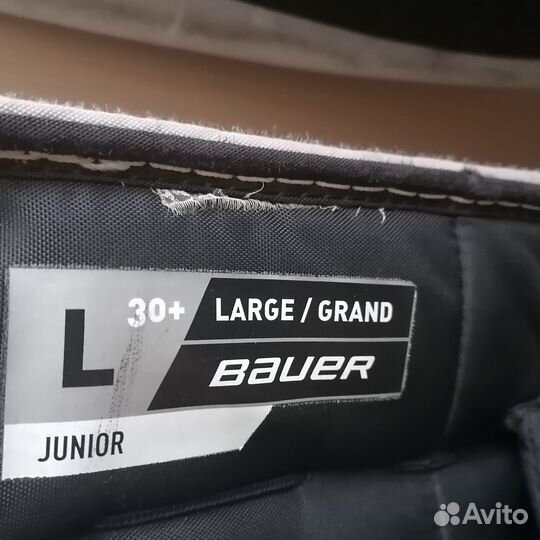 L 30+ LARGE / GRAND
BAUER
JUNIOR
Avito